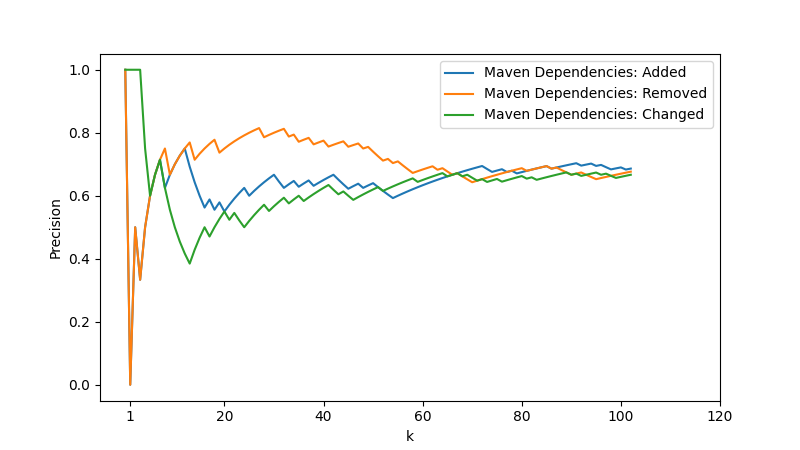 Maven Dependencies: Added
Maven Dependencies: Removed
Maven Dependencies: Changed
Precision
1.0
0.8
0.6
0.4
0.2
0.0
1 20 40 60 80 100 120
k